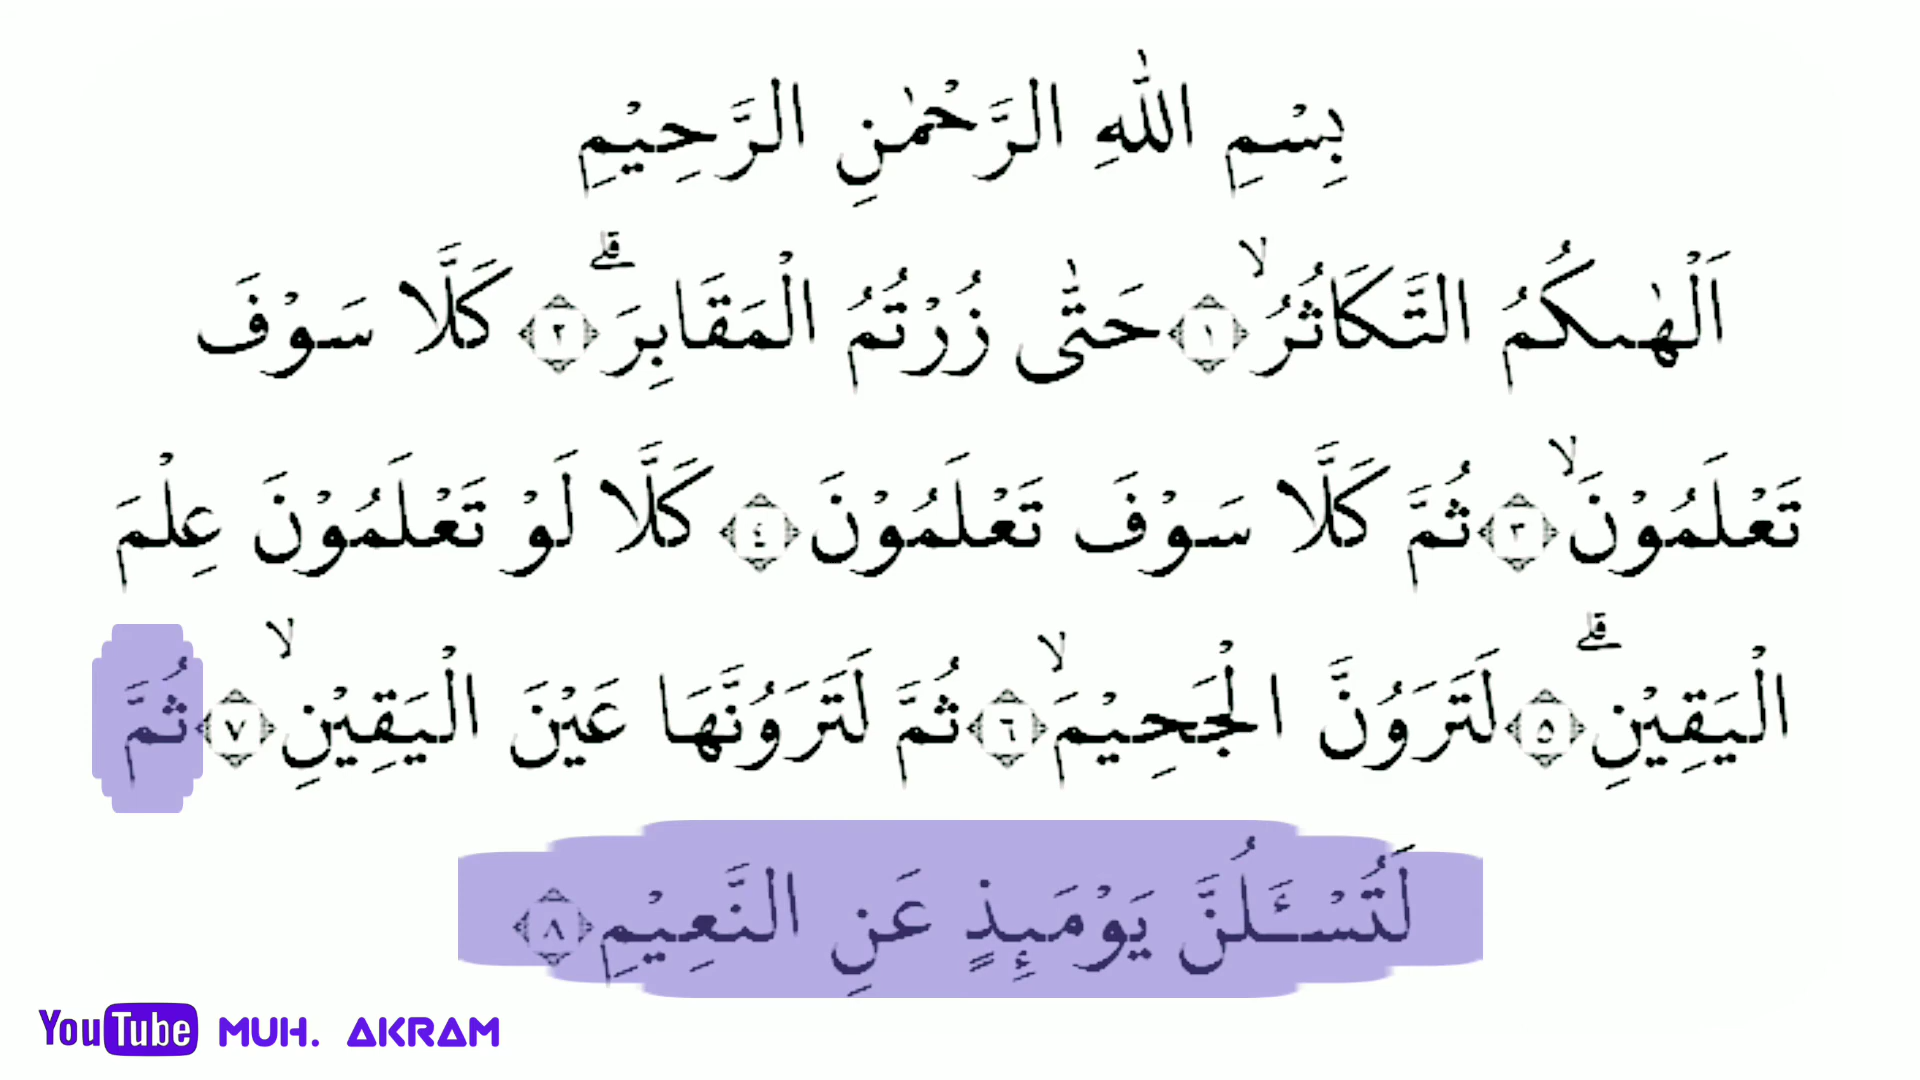 بِسْمِ اللّٰهِ الرَّحْمٰنِ الرَّحِيْمِ
اَلْهٰىكُمُ التَّكَاثُرُۙ ١ حَتّٰى زُرْتُمُ الْمَقَابِرَۗ ٢ كَلَّا سَوْفَ
تَعْلَمُوْنَۙ ٣ ثُمَّ كَلَّا سَوْفَ تَعْلَمُوْنَ ٤ كَلَّا لَوْ تَعْلَمُوْنَ عِلْمَ
الْيَقِيْنِۗ ٥ لَتَرَوُنَّ الْجَحِيْمَۙ ٦ ثُمَّ لَتَرَوُنَّهَا عَيْنَ الْيَقِيْنِۙ ٧ ثُمَّ
لَتُسْـَٔلُنَّ يَوْمَىِٕذٍ عَنِ النَّعِيْمِ ٨
YouTube MUH. AKRAM